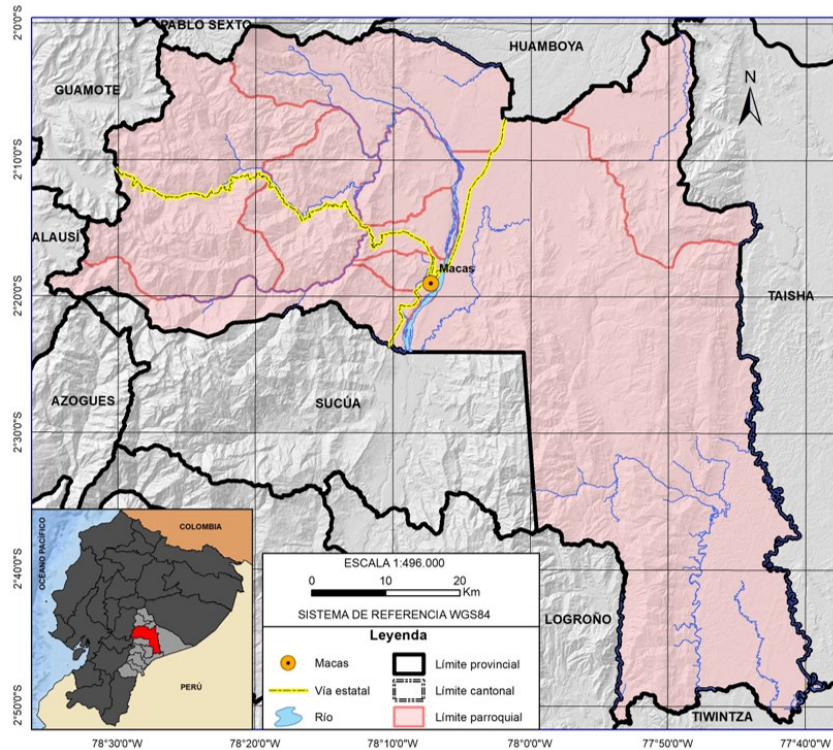 PABLO SEXTO
HUAMBOYA
GUAMOTE
N
ALAUSÍ
Macas
TAISHA
AZOGUES
SUCÚA
LOGROÑO
TIWINTZA
2°0'0"S
2°10'0"S
2°20'0"S
2°30'0"S
2°40'0"S
2°50'0"S
78°30'0"W
78°20'0"W
78°10'0"W
78°0'0"W
77°50'0"W
77°40'0"W
COLOMBIA
OCEANO PACÍFICO
PERÚ
ESCALA 1:496.000
0 10 20
Km
SISTEMA DE REFERENCIA WGS84
Leyenda
Macas
Límite provincial
Vía estatal
Límite cantonal
Río
Límite parroquial